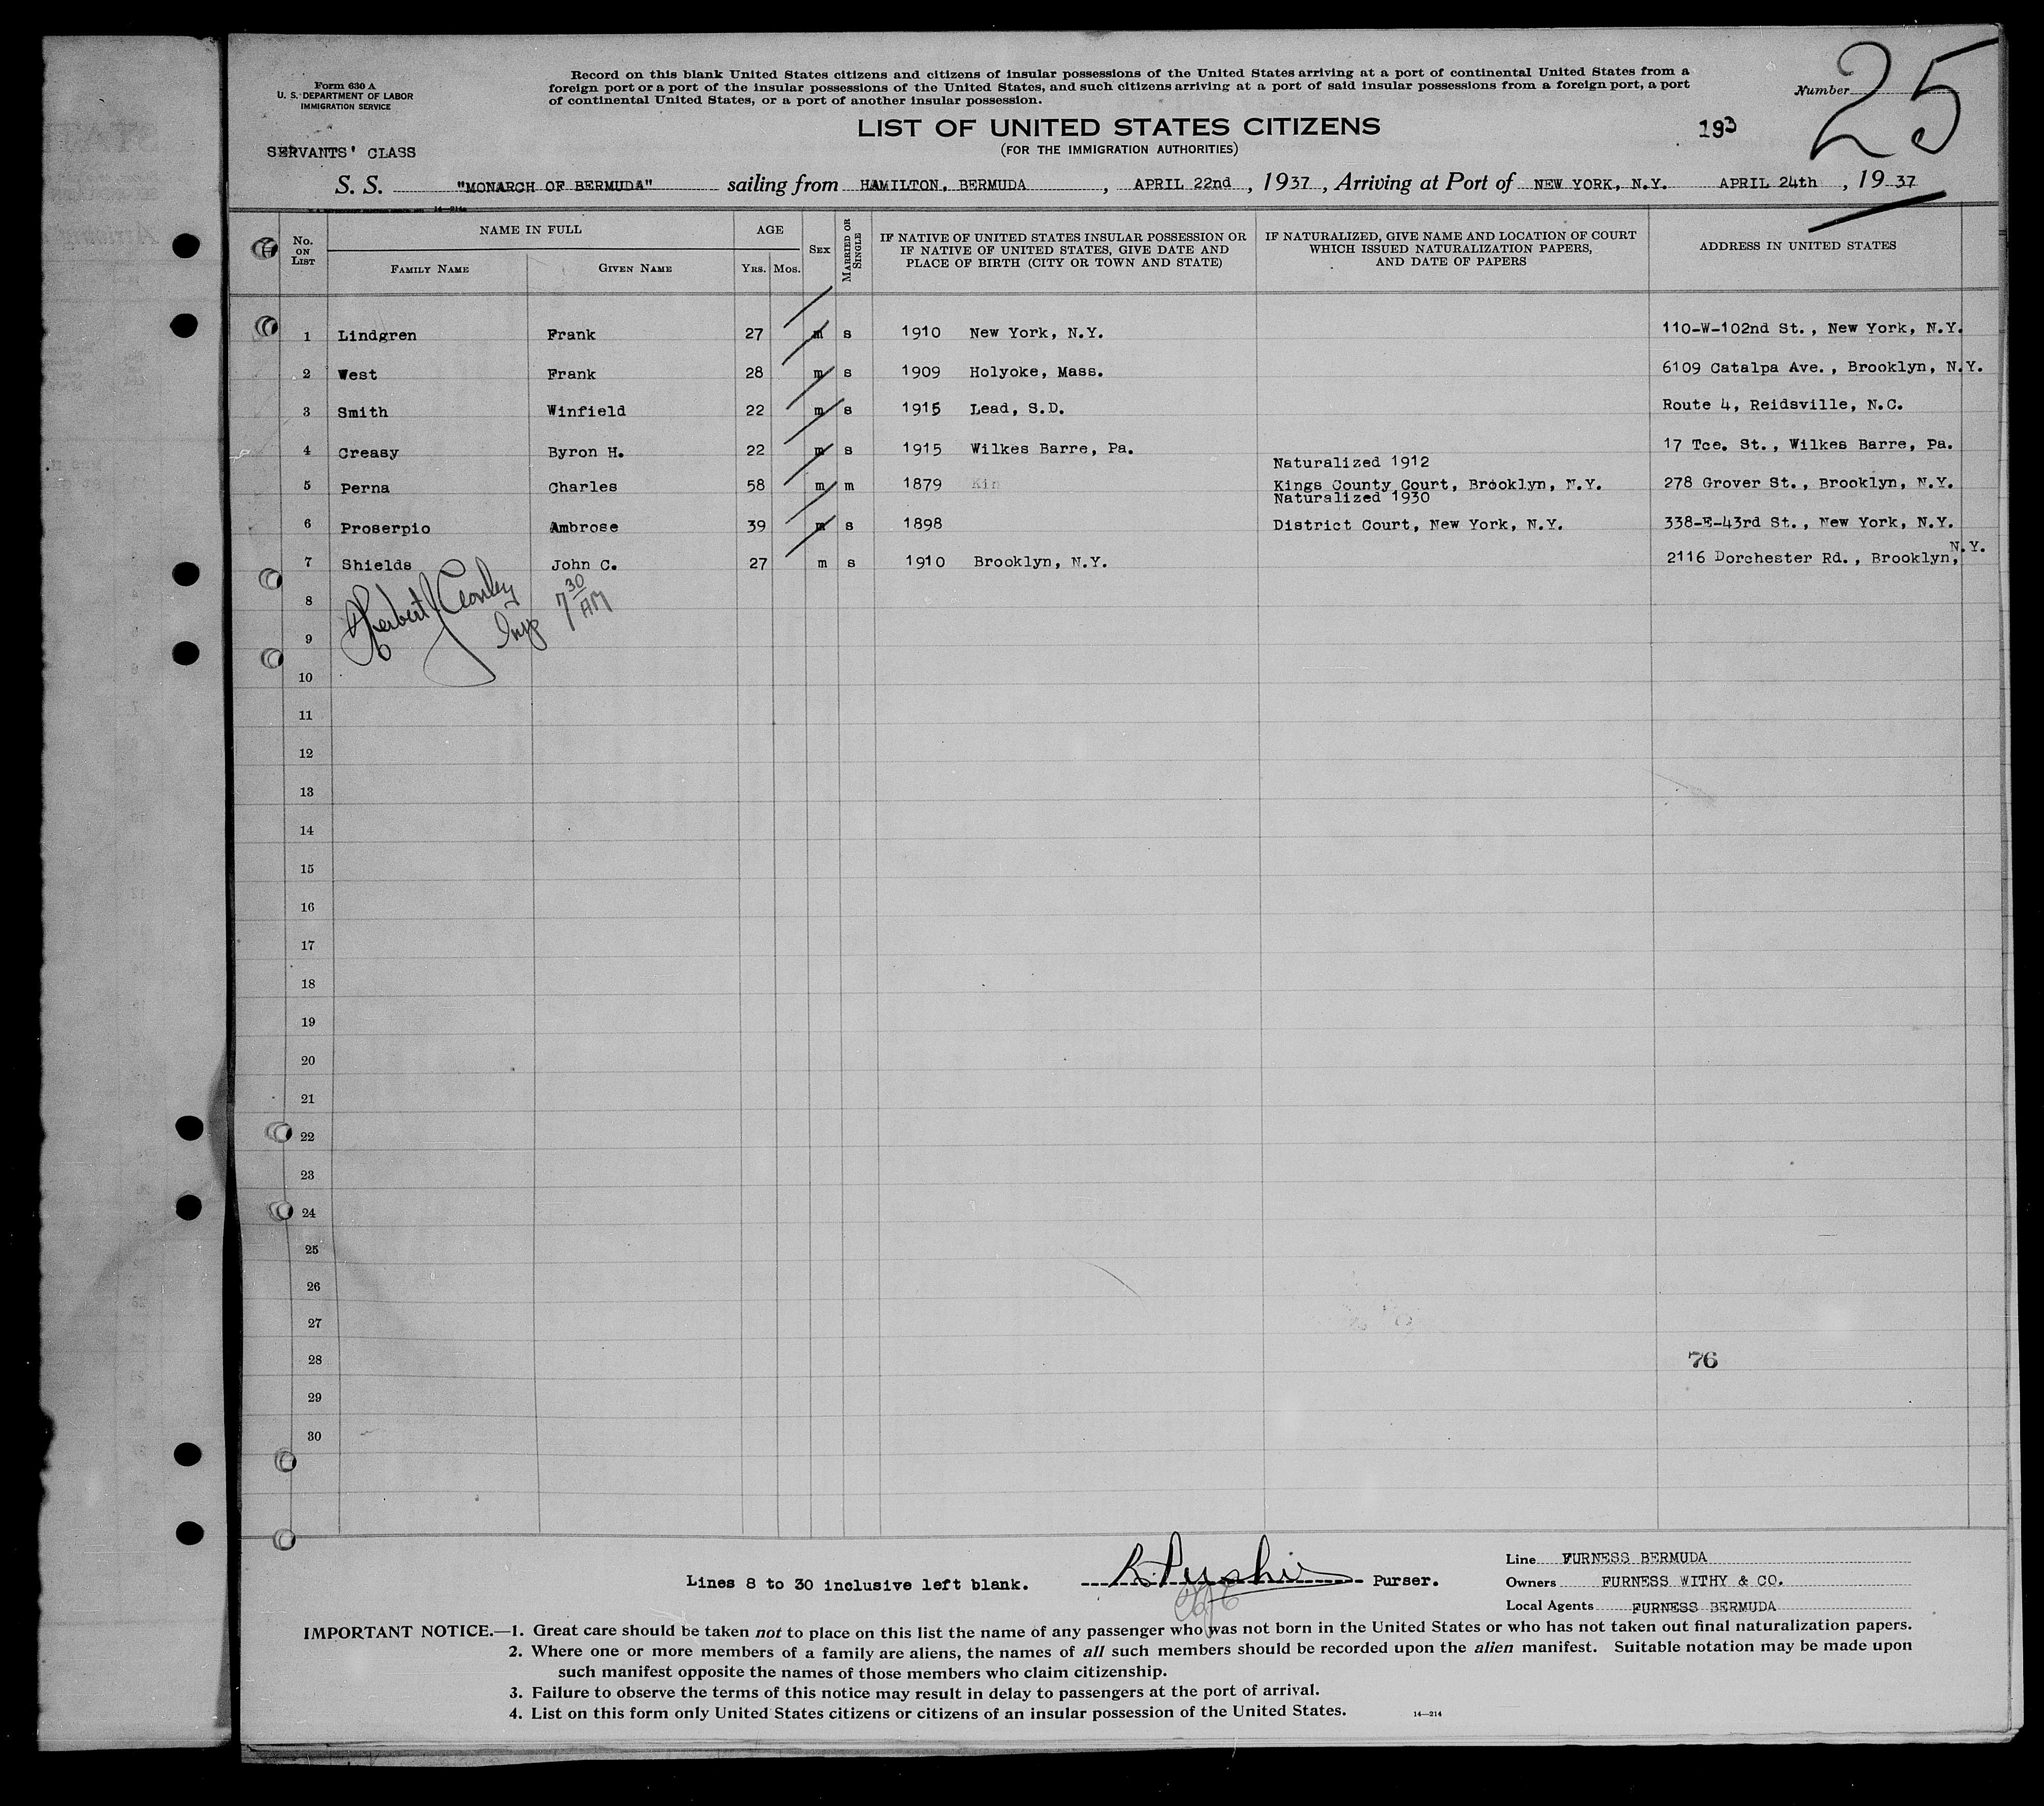 Form 630 A
U. S. DEPARTMENT OF LABOR
IMMIGRATION SERVICE
Record on this blank United States citizens and citizens of insular possessions of the United States arriving at a port of continental United States from a
foreign port or a port of the insular possessions of the United States, and such citizens arriving at a port of said insular possessions from a foreign port, a port
of continental United States, or a port of another insular possession.
Number 25
LIST OF UNITED STATES CITIZENS
(FOR THE IMMIGRATION AUTHORITIES)
193
SERVANTS' CLASS
S. S. "MONARCH OF BERMUDA" sailing from HAMILTON, BERMUDA, APRIL 22nd, 1937, Arriving at Port of NEW YORK, N.Y. APRIL 24th, 1937
No. ON LIST
NAME IN FULL
FAMILY NAME
GIVEN NAME
AGE
YRS.
MOS.
SEX
MARRIED OR SINGLE
IF NATIVE OF UNITED STATES INSULAR POSSESSION OR
IF NATIVE OF UNITED STATES, GIVE DATE AND
PLACE OF BIRTH (CITY OR TOWN AND STATE)
IF NATURALIZED, GIVE NAME AND LOCATION OF COURT
WHICH ISSUED NATURALIZATION PAPERS,
AND DATE OF PAPERS
ADDRESS IN UNITED STATES
1 Lindgren Frank 27 m s 1910 New York, N.Y. 110-W-102nd St., New York, N.Y.
2 West Frank 28 m s 1909 Holyoke, Mass. 6109 Catalpa Ave., Brooklyn, N.Y.
3 Smith Winfield 22 m s 1915 Lead, S.D. Route 4, Reidsville, N.C.
4 Creasy Byron H. 22 m s 1915 Wilkes Barre, Pa. 17 Tce. St., Wilkes Barre, Pa.
Naturalized 1912
5 Perna Charles 58 m m 1879 Kin Kings County Court, Brooklyn, N.Y. 278 Grover St., Brooklyn, N.Y.
Naturalized 1930
6 Proserpio Ambrose 39 m s 1898 District Court, New York, N.Y. 338-E-43rd St., New York, N.Y.
7 Shields John C. 27 m s 1910 Brooklyn, N.Y. 2116 Dorchester Rd., Brooklyn, N.Y.
Herbert J 7 30 AM
8
9
10
11
12
13
14
15
16
17
18
19
20
21
22
23
24
25
26
27
28 76
29
30
Lines 8 to 30 inclusive left blank.
Purser.
Line FURNESS BERMUDA
Owners FURNESS WITHY & CO.
Local Agents FURNESS BERMUDA
IMPORTANT NOTICE.—1. Great care should be taken not to place on this list the name of any passenger who was not born in the United States or who has not taken out final naturalization papers.
2. Where one or more members of a family are aliens, the names of all such members should be recorded upon the alien manifest. Suitable notation may be made upon
such manifest opposite the names of those members who claim citizenship.
3. Failure to observe the terms of this notice may result in delay to passengers at the port of arrival.
4. List on this form only United States citizens or citizens of an insular possession of the United States.
14—214